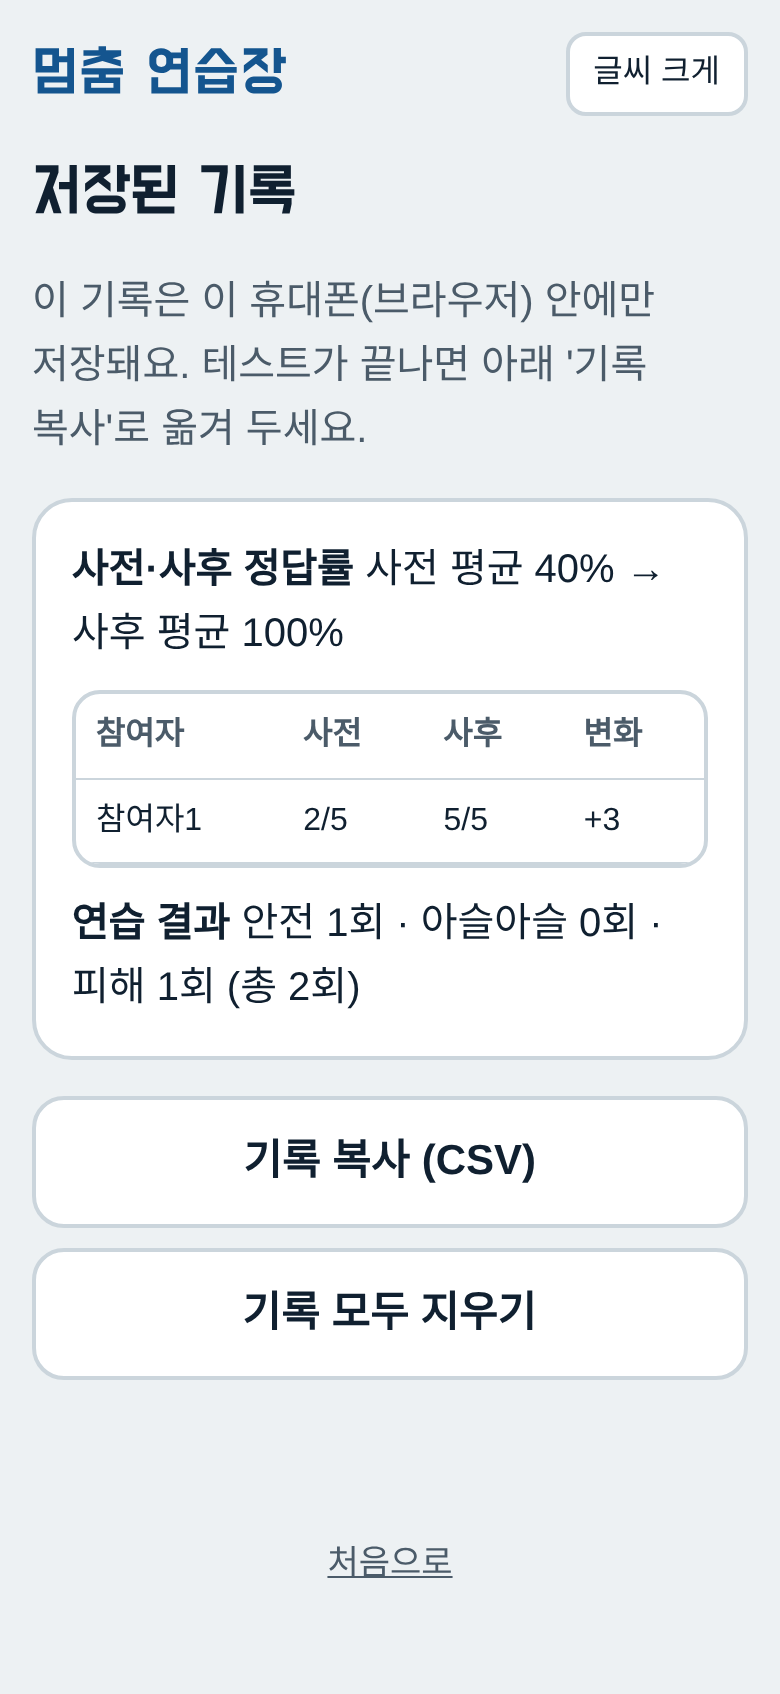 멈춤 연습장
글씨 크게
저장된 기록
이 기록은 이 휴대폰(브라우저) 안에만
저장돼요. 테스트가 끝나면 아래 '기록
복사'로 옮겨 두세요.
사전·사후 정답률 사전 평균 40% →
사후 평균 100%
참여자 사전 사후 변화
참여자1 2/5 5/5 +3
연습 결과 안전 1회 · 아슬아슬 0회 ·
피해 1회 (총 2회)
기록 복사 (CSV)
기록 모두 지우기
처음으로